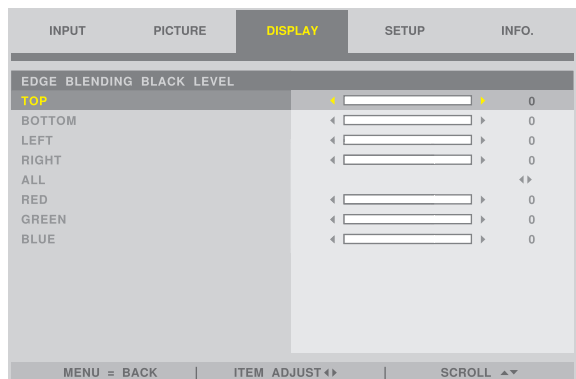 INPUT PICTURE DISPLAY SETUP INFO.
EDGE BLENDING BLACK LEVEL
TOP 0
BOTTOM 0
LEFT 0
RIGHT 0
ALL
RED 0
GREEN 0
BLUE 0
MENU = BACK | ITEM ADJUST | SCROLL